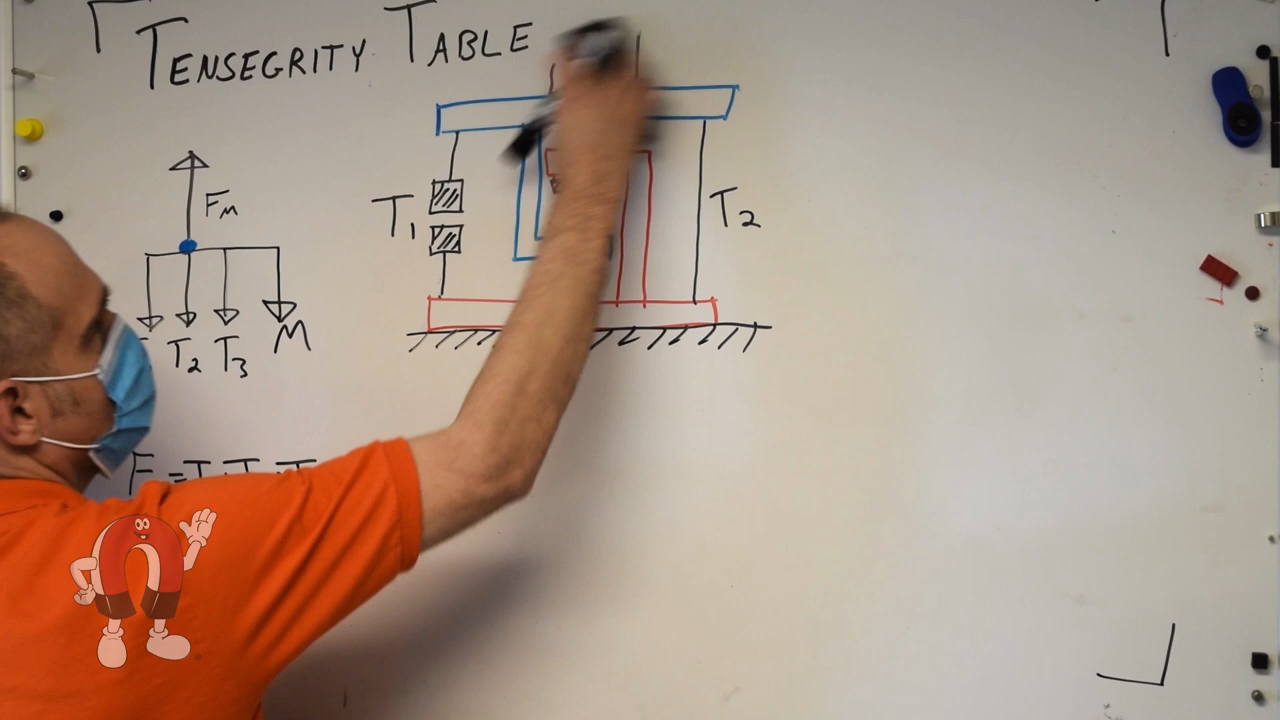 TENSEGRITY TABLE
FM
T1
T2
T2 T3 M
F = T